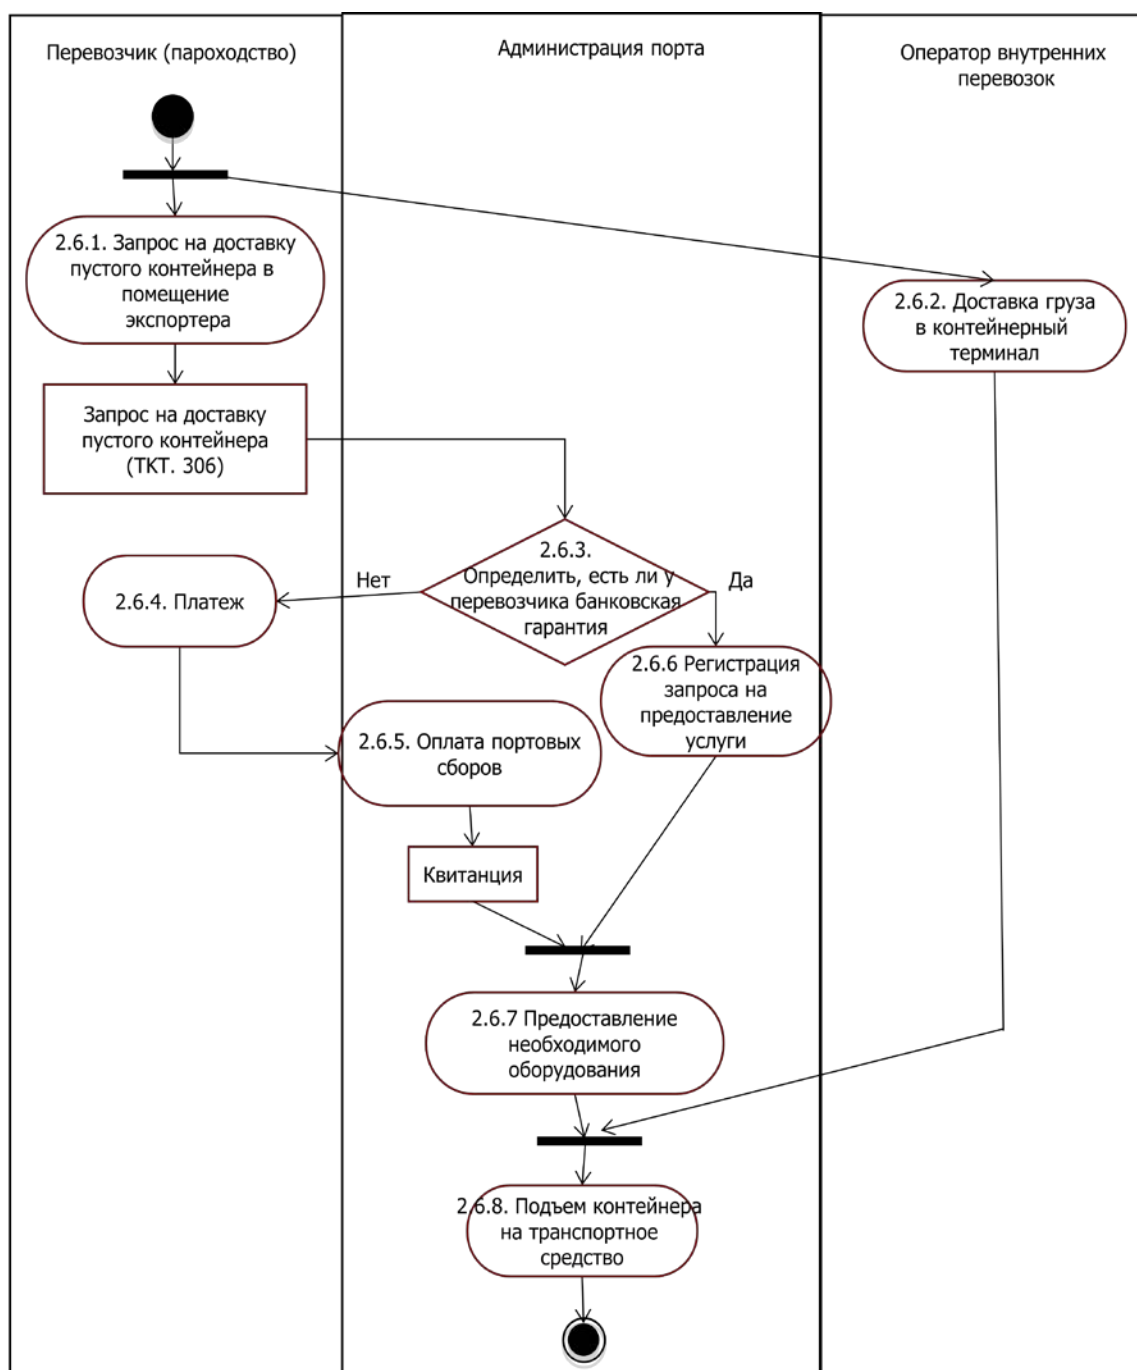 Перевозчик (пароходство)
Администрация порта
Оператор внутренних
перевозок
2.6.1. Запрос на доставку
пустого контейнера в
помещение
экспортера
2.6.2. Доставка груза
в контейнерный
терминал
Запрос на доставку
пустого контейнера
(ТКТ. 306)
2.6.3.
Определить, есть ли у
перевозчика банковская
гарантия
Нет
Да
2.6.4. Платеж
2.6.6 Регистрация
запроса на
предоставление
услуги
2.6.5. Оплата портовых
сборов
Квитанция
2.6.7 Предоставление
необходимого
оборудования
2.6.8. Подъем контейнера
на транспортное
средство